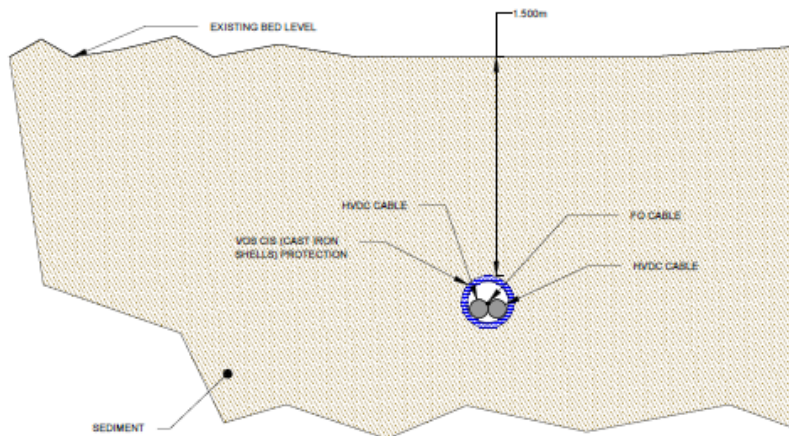 1.500m
EXISTING BED LEVEL
HVDC CABLE
FO CABLE
VOS CIS (CAST IRON
SHELLS) PROTECTION
HVDC CABLE
SEDIMENT